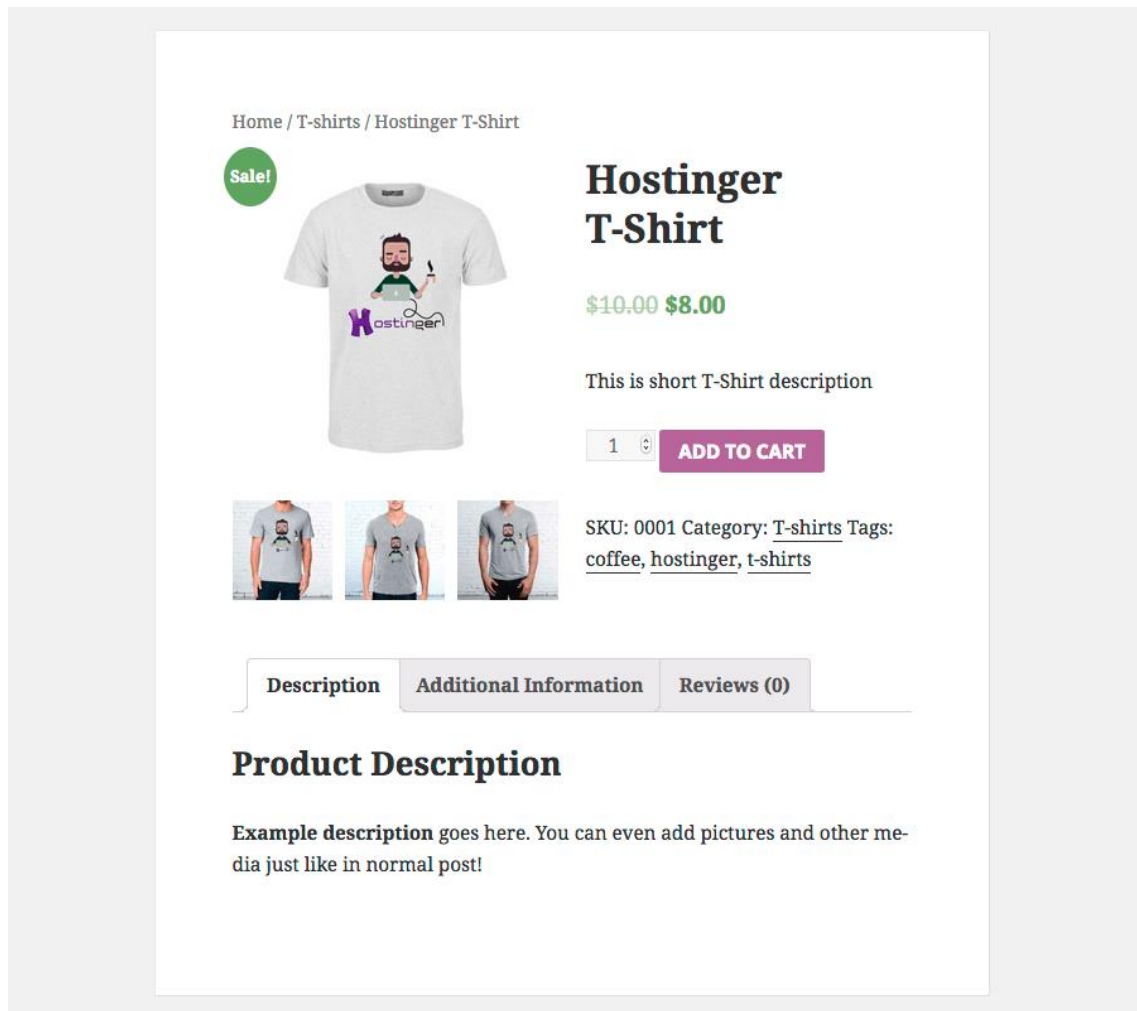 Home / T-shirts / Hostinger T-Shirt
Sale!
Hostinger
Hostinger
T-Shirt
$10.00 $8.00
This is short T-Shirt description
1
ADD TO CART
SKU: 0001 Category: T-shirts Tags:
coffee, hostinger, t-shirts
Description
Additional Information
Reviews (0)
Product Description
Example description goes here. You can even add pictures and other me-
dia just like in normal post!